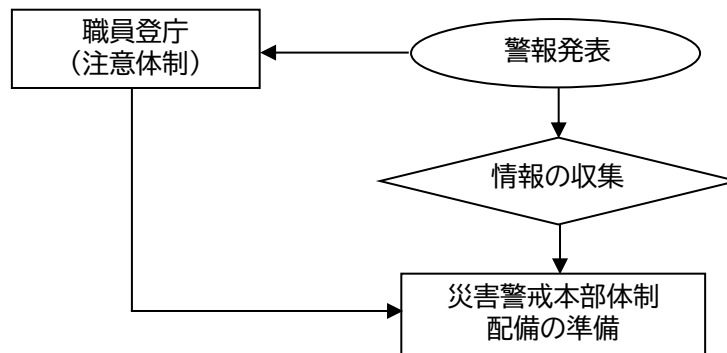 職員登庁
（注意体制）
警報発表
情報の収集
災害警戒本部体制
配備の準備